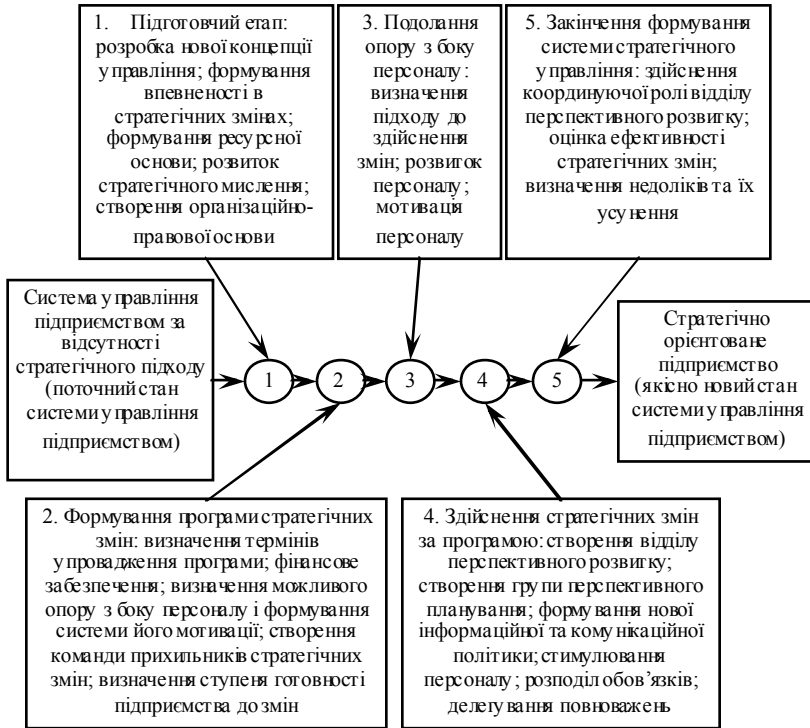 1. Підготовчий етап:
розробка нової концепції
управління; формування
впевненості в
стратегічних змінах;
формування ресурсної
основи; розвиток
стратегічного мислення;
створення організаційно-
правової основи
3. Подолання
опору з боку
персоналу:
визначення
підходу до
здійснення
змін; розвиток
персоналу;
мотивація
персоналу
5. Закінчення формування
системи стратегічного
управління: здійснення
координуючої ролі відділу
перспективного розвитку;
оцінка ефективності
стратегічних змін;
визначення недоліків та їх
усунення
Система управління
підприємством за
відсутності
стратегічного підходу
(поточний стан
системи управління
підприємством)
1
2
3
4
5
Стратегічно
орієнтоване
підприємство
(якісно новий стан
системи управління
підприємством)
2. Формування програми стратегічних
змін: визначення термінів
упровадження програми; фінансове
забезпечення; визначення можливого
опору з боку персоналу і формування
системи його мотивації; створення
команди прихильників стратегічних
змін; визначення ступеня готовності
підприємства до змін
4. Здійснення стратегічних змін
за програмою: створення відділу
перспективного розвитку;
створення групи перспективного
планування; формування нової
інформаційної та комунікаційної
політики; стимулювання
персоналу; розподіл обов’язків;
делегування повноважень